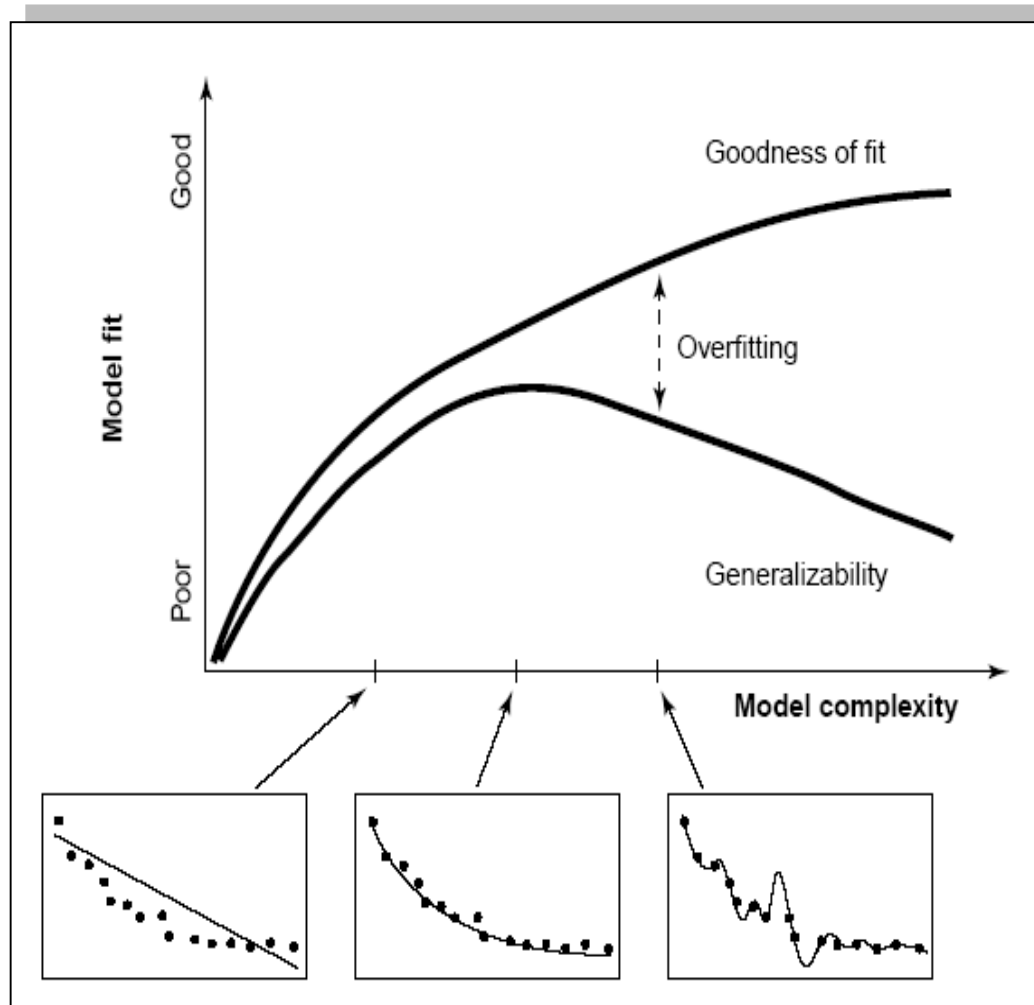 Good
Goodness of fit
Model fit
Overfitting
Poor
Generalizability
Model complexity